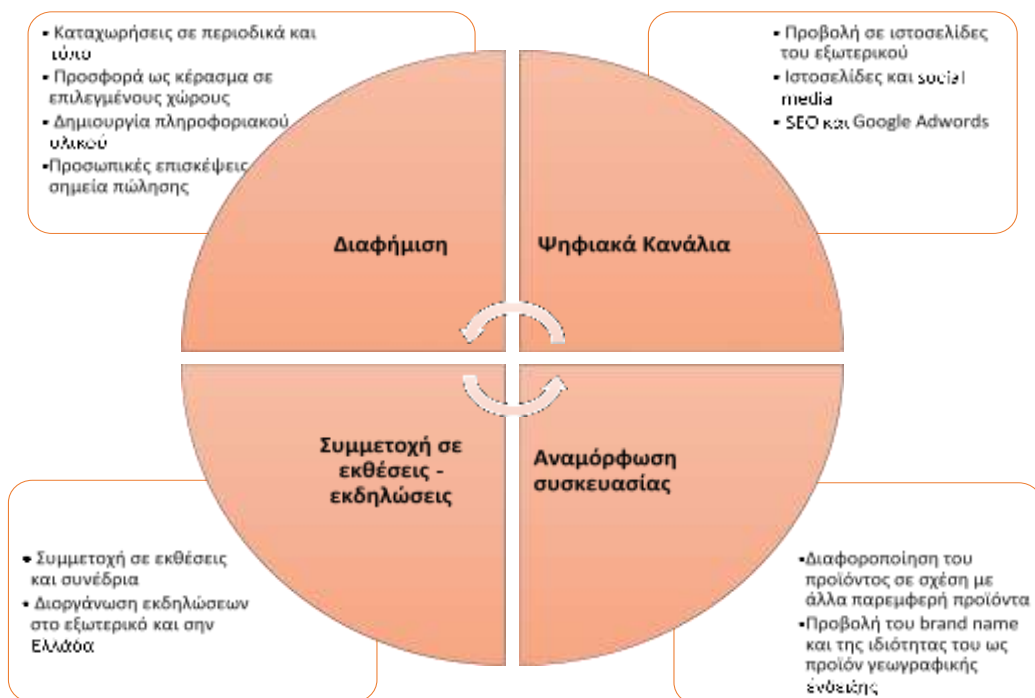 • Καταχωρήσεις σε περιοδικά και
τύπο
• Προσφορά ως κέρασμα σε
επιλεγμένους χώρους
• Δημιουργία πληροφοριακού
υλικού
•Προσωπικές επισκέψεις
σημεία πώλησης
Διαφήμιση
• Προβολή σε ιστοσελίδες
του εξωτερικού
• Ιστοσελίδες και social
media
• SEO και Google Adwords
Ψηφιακά Κανάλια
Συμμετοχή σε
εκθέσεις -
εκδηλώσεις
• Συμμετοχή σε εκθέσεις
και συνέδρια
• Διοργάνωση εκδηλώσεων
στο εξωτερικό και σην
Ελλάδα
Αναμόρφωση
συσκευασίας
•Διαφοροποίηση του
προϊόντος σε σχέση με
άλλα παρεμφερή προϊόντα
•Προβολή του brand name
και της ιδιότητας του ως
προϊόν γεωγραφικής
ένδειξης